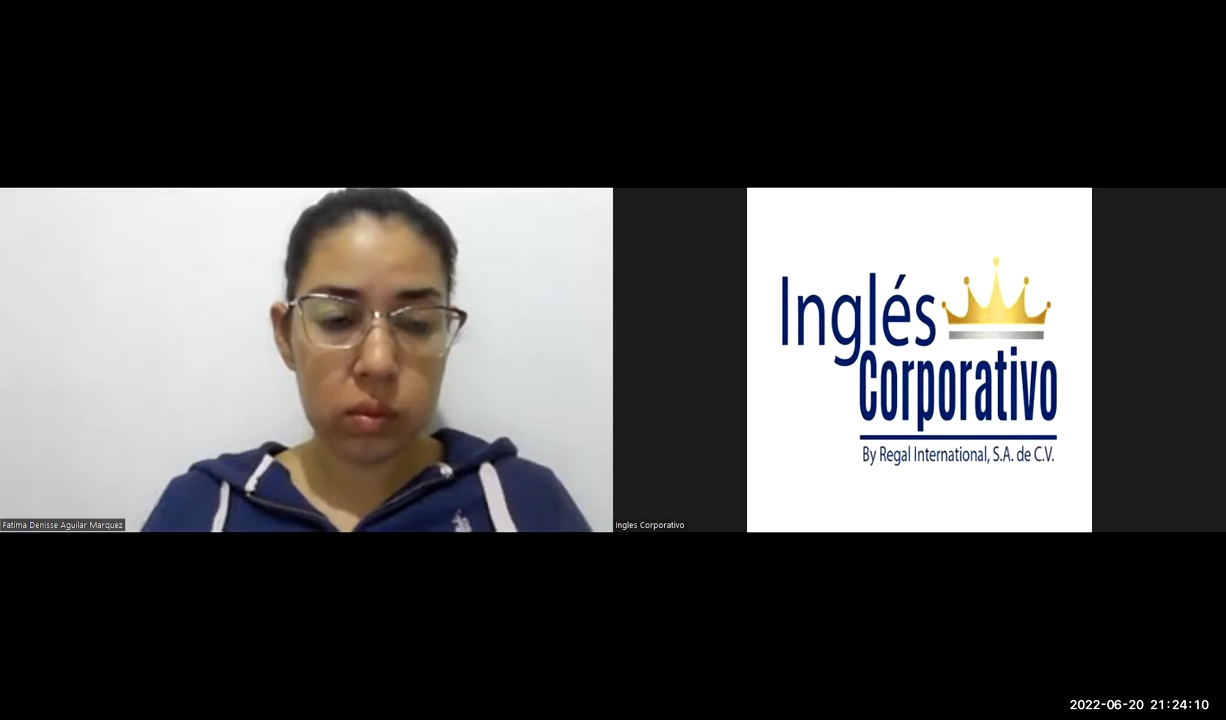 Inglés
Corporativo
By Regal International, S.A. de C.V.
Fatima Denisse Aguilar Marquez
Ingles Corporativo
2022-06-20 21:24:10